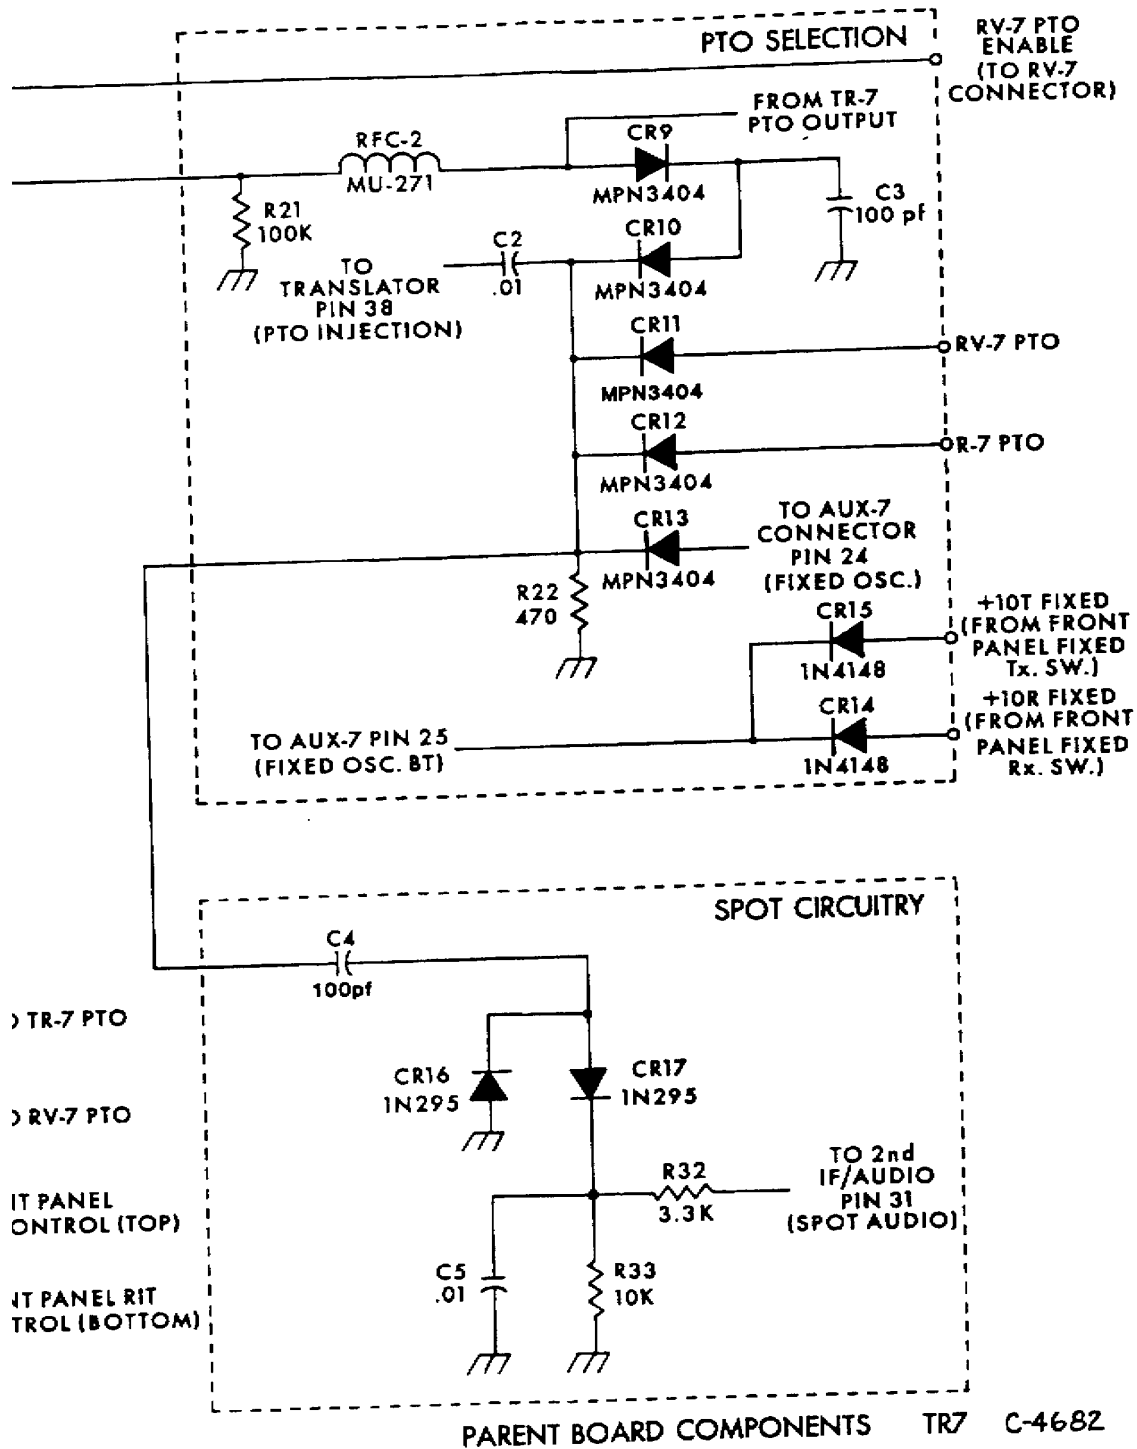 PTO SELECTION
RV-7 PTO
ENABLE
(TO RV-7
CONNECTOR)
FROM TR-7
PTO OUTPUT
RFC-2
MU-271
CR9
MPN3404
R21
100K
C3
100 pf
C2
.01
CR10
MPN3404
TO
TRANSLATOR
PIN 38
(PTO INJECTION)
CR11
MPN3404
RV-7 PTO
CR12
MPN3404
R-7 PTO
CR13
MPN3404
TO AUX-7
CONNECTOR
PIN 24
(FIXED OSC.)
R22
470
CR15
1N4148
+10T FIXED
(FROM FRONT
PANEL FIXED
Tx. SW.)
CR14
1N4148
+10R FIXED
(FROM FRONT
PANEL FIXED
Rx. SW.)
TO AUX-7 PIN 25
(FIXED OSC. BT)
SPOT CIRCUITRY
C4
100pf
TR-7 PTO
CR16
1N295
CR17
1N295
RV-7 PTO
R32
3.3K
TO 2nd
IF/AUDIO
PIN 31
(SPOT AUDIO)
PANEL
(TOP)
C5
.01
R33
10K
PANEL RIT
(BOTTOM)
PARENT BOARD COMPONENTS TR7 C-4682